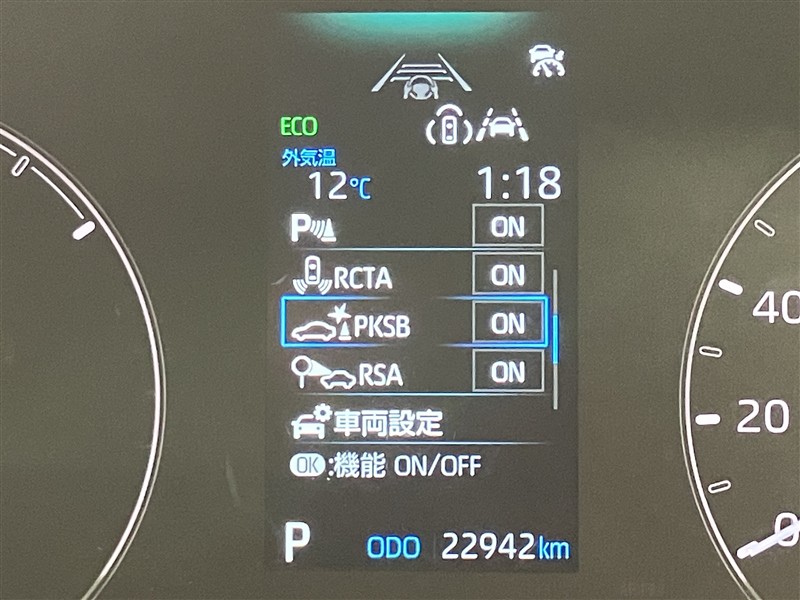 ECO
外気温
12℃ 1:18
P ON
RCTA ON
PKSB ON
RSA ON
車両設定
OK:機能 ON/OFF
P ODO 22942km
40
20
0